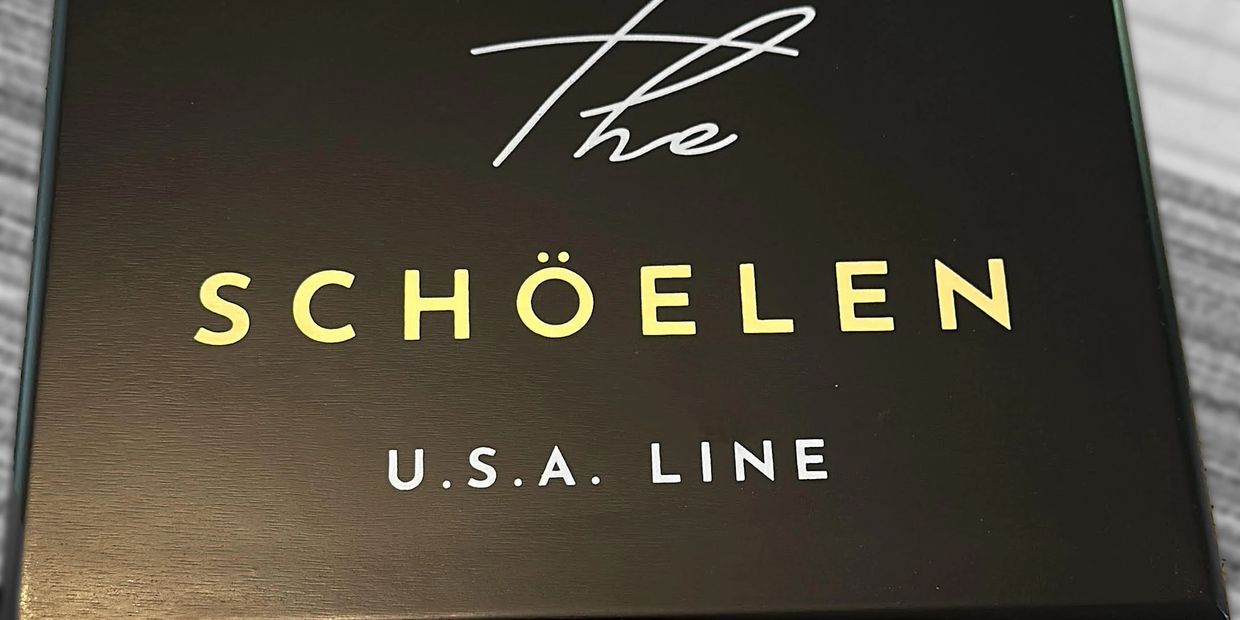 The
SCHÖELEN
U.S.A. LINE